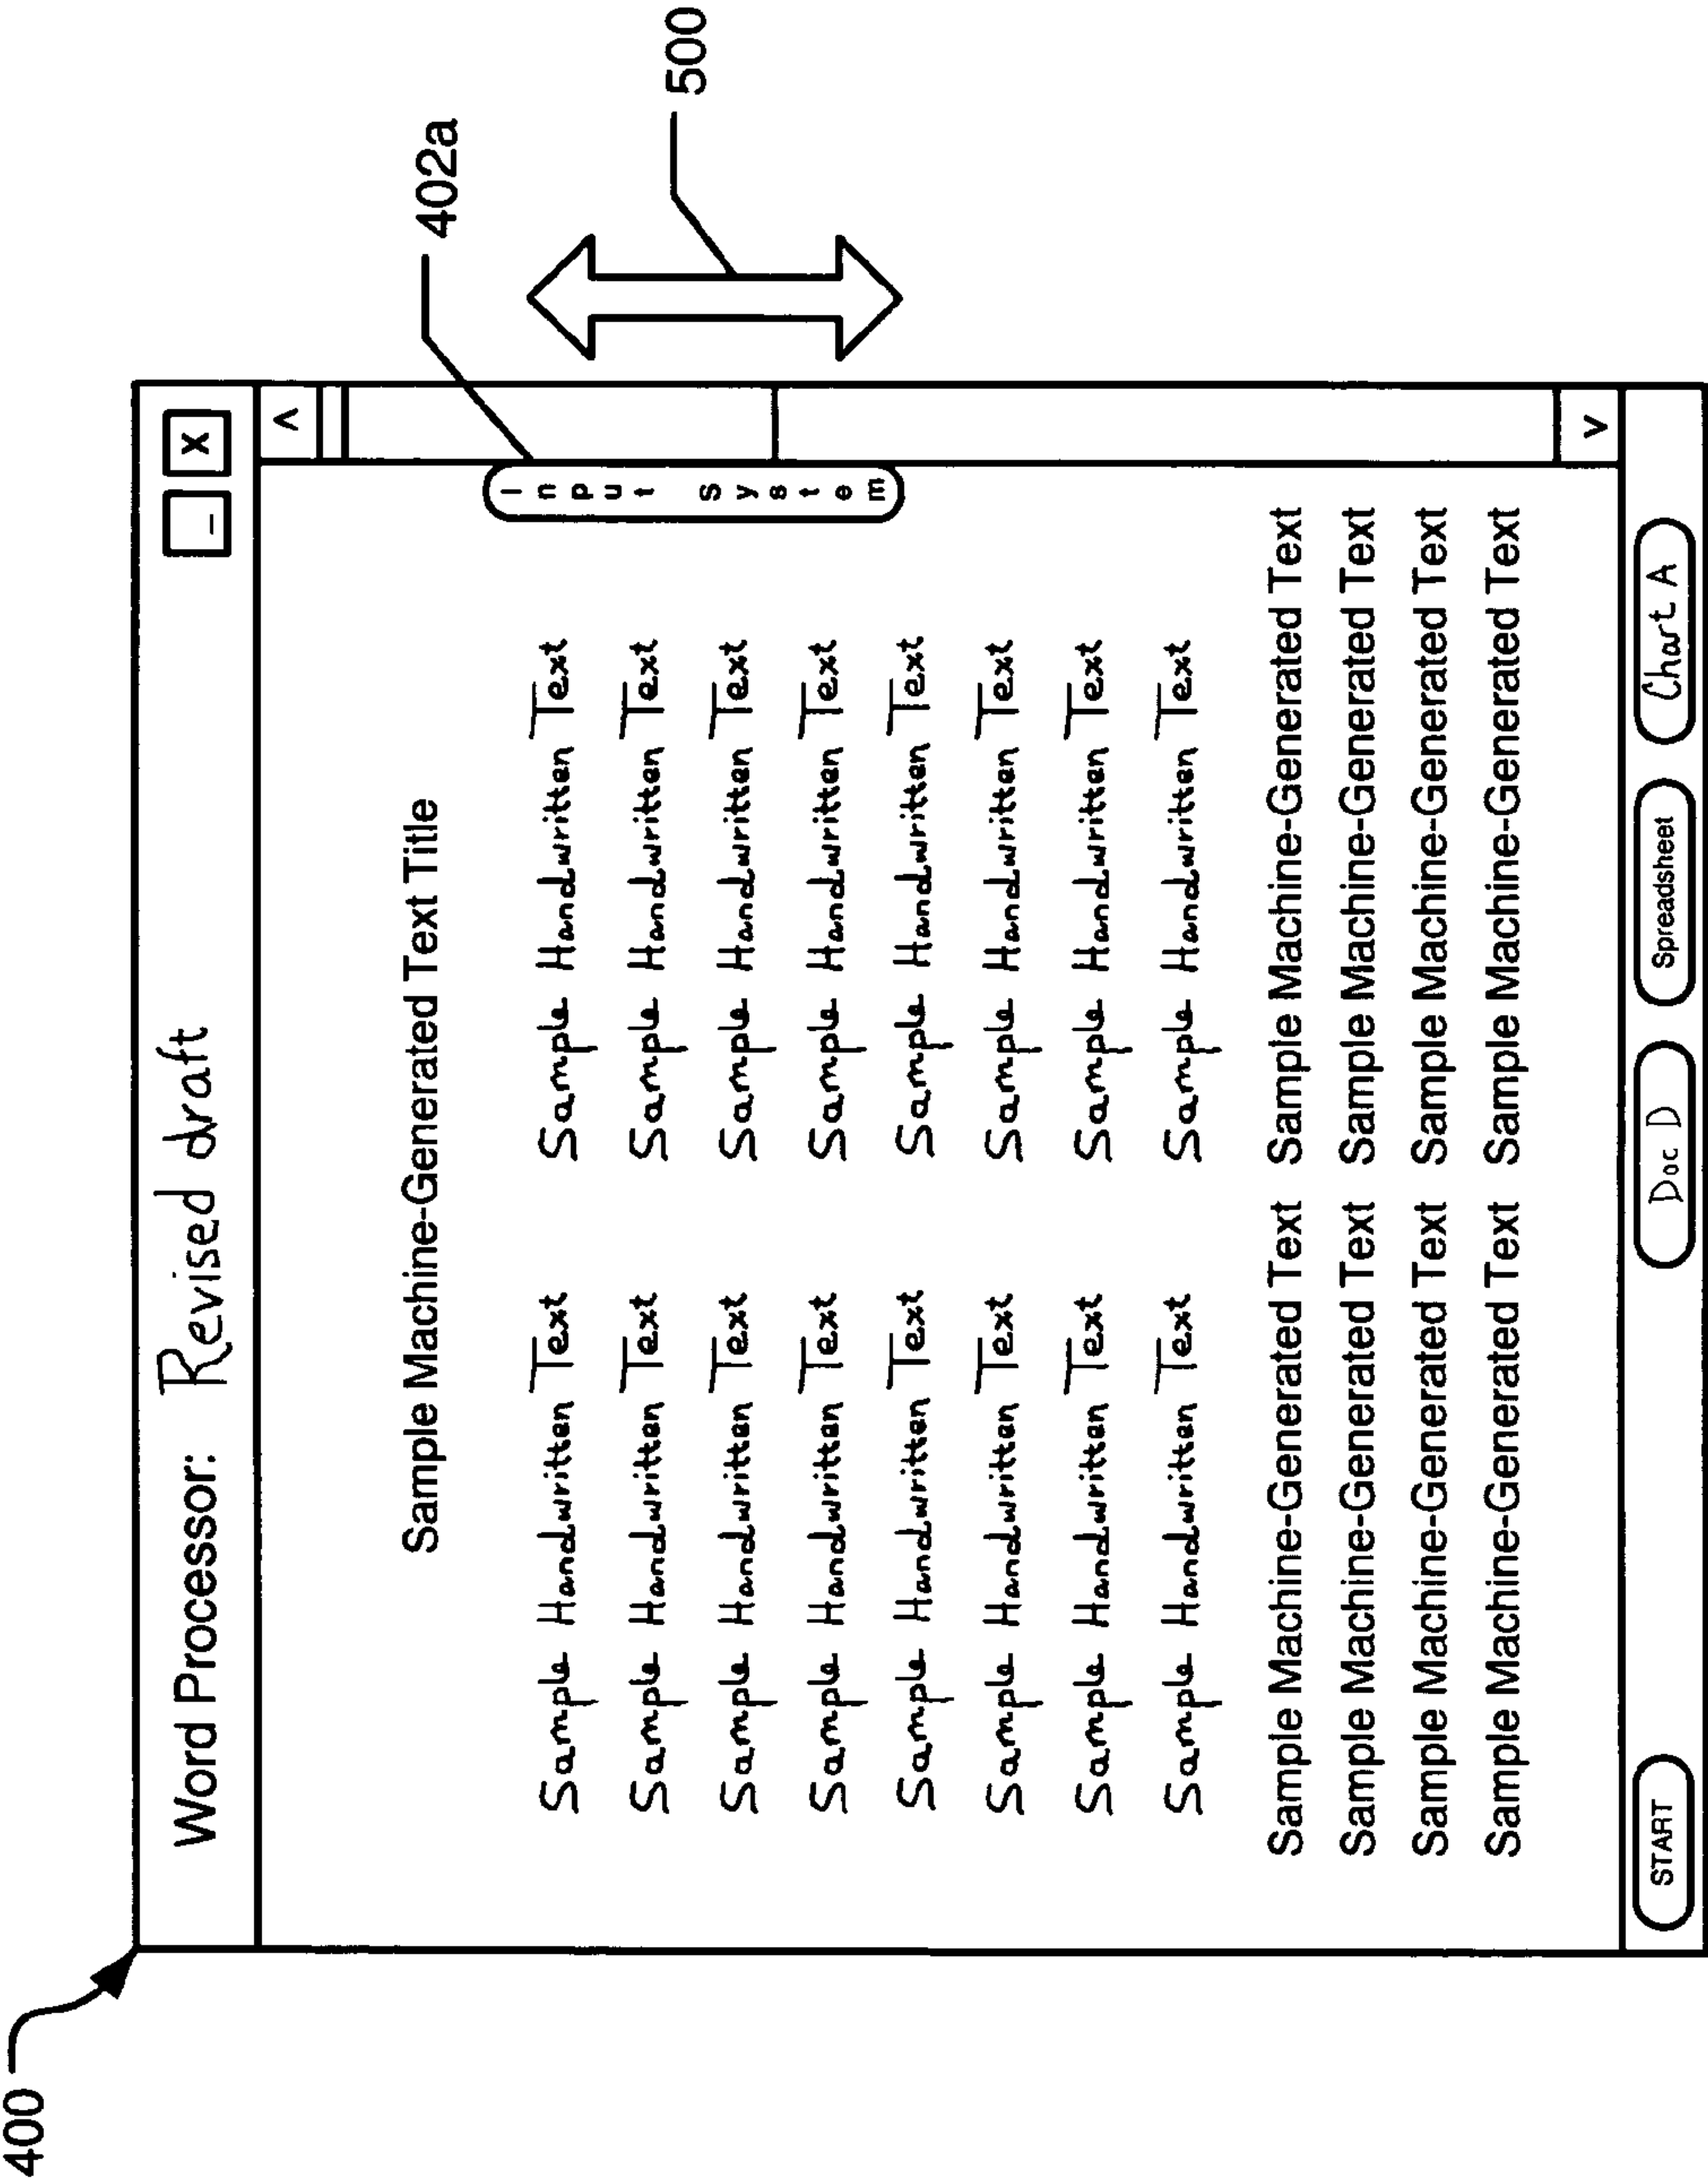 400
Word Processor: Revised draft _ X
^
402a
Sample Machine-Generated Text Title
Input System
500
Sample Handwritten Text Sample Handwritten Text
Sample Handwritten Text Sample Handwritten Text
Sample Handwritten Text Sample Handwritten Text
Sample Handwritten Text Sample Handwritten Text
Sample Handwritten Text Sample Handwritten Text
Sample Handwritten Text Sample Handwritten Text
Sample Handwritten Text Sample Handwritten Text
Sample Handwritten Text Sample Handwritten Text
Sample Machine-Generated Text Sample Machine-Generated Text
Sample Machine-Generated Text Sample Machine-Generated Text
Sample Machine-Generated Text Sample Machine-Generated Text
Sample Machine-Generated Text Sample Machine-Generated Text
v
START Doc D Spreadsheet Chart A